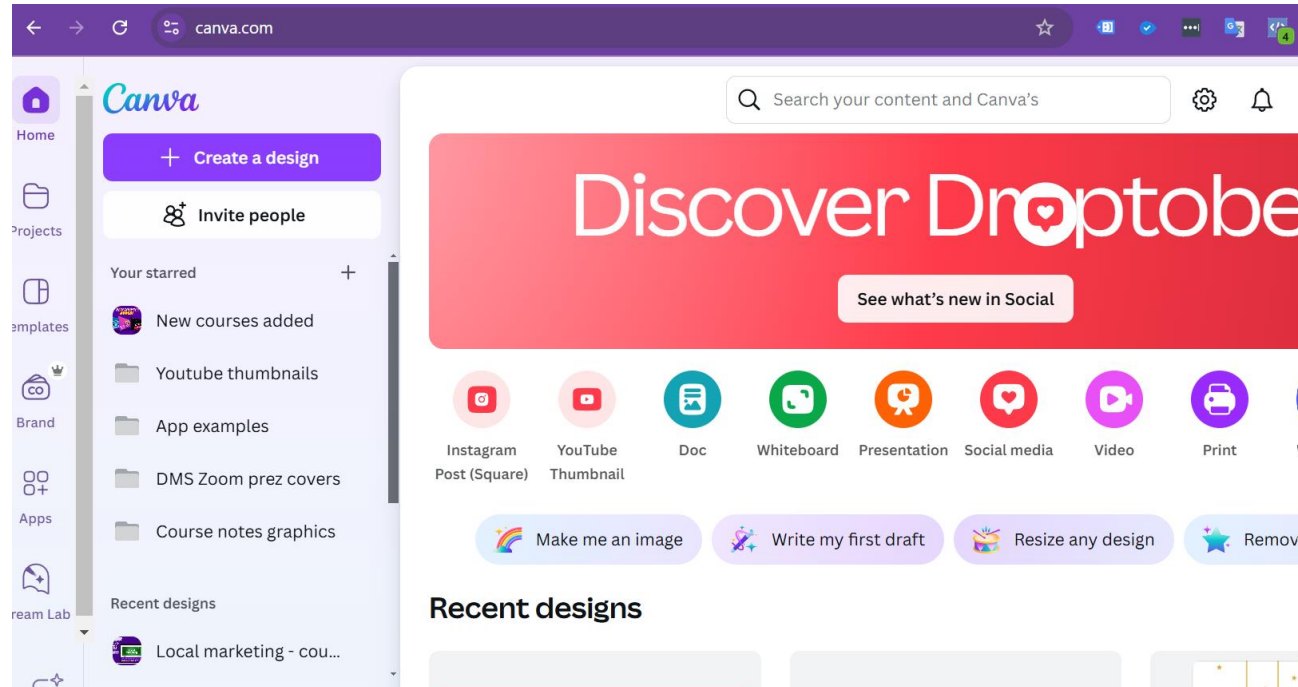 canva.com
4
Home
Projects
emplates
CO
Brand
Apps
ream Lab
Canva
+ Create a design
Invite people
Your starred +
New courses added
Youtube thumbnails
App examples
DMS Zoom prez covers
Course notes graphics
Recent designs
Local marketing - cou...
Search your content and Canva's
Discover Droptobe
See what's new in Social
Instagram
Post (Square)
YouTube
Thumbnail
Doc
Whiteboard
Presentation
Social media
Video
Print
Make me an image
Write my first draft
Resize any design
Remov
Recent designs